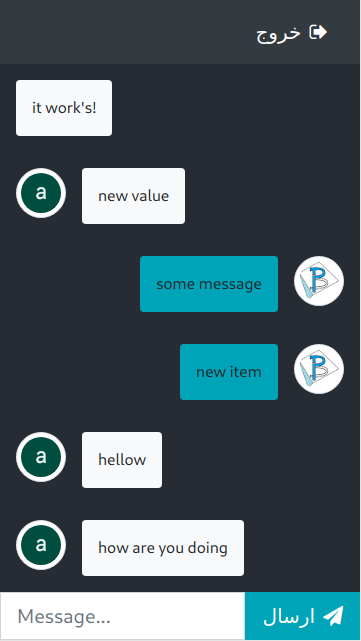 خروج
it work's!
a
new value
some message
new item
a
hellow
a
how are you doing
Message...
ارسال